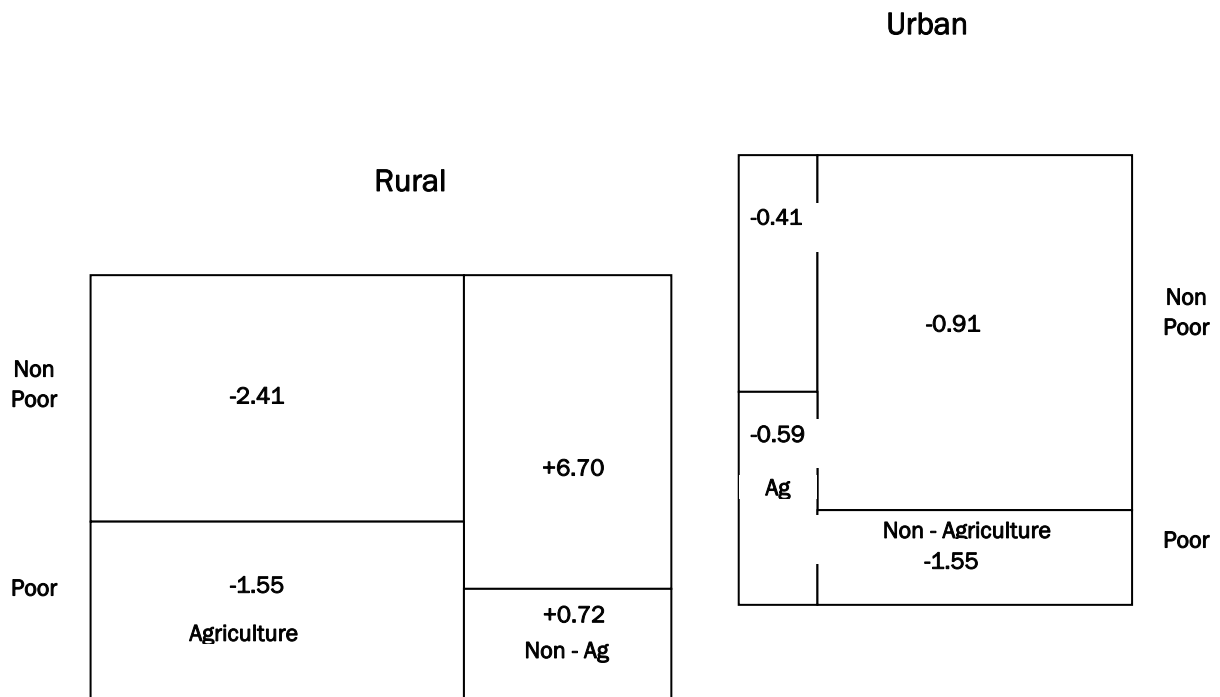 Urban
Rural
-0.41
Non
Poor
-0.91
Non
Poor
-2.41
-0.59
+6.70
Ag
Non - Agriculture
-1.55
Poor
Poor
-1.55
+0.72
Agriculture
Non - Ag